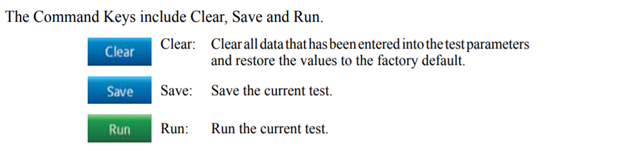 The Command Keys include Clear, Save and Run.
Clear Clear: Clear all data that has been entered into the test parameters
and restore the values to the factory default.
Save Save: Save the current test.
Run Run: Run the current test.